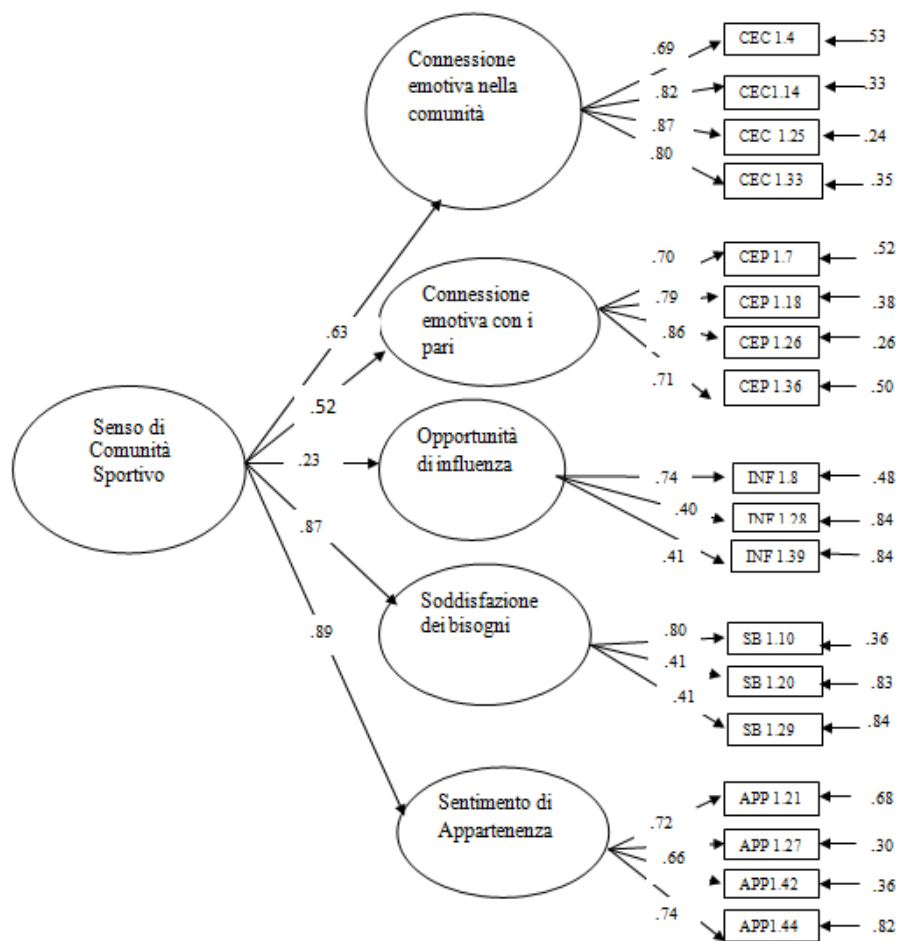 Connessione
emotiva nella
comunità
.69
.82
.87
.80
CEC 1.4
.53
CEC1.14
.33
CEC 1.25
.24
CEC 1.33
.35
.63
Connessione
emotiva con i
pari
.70
.79
.86
.71
CEP 1.7
.52
CEP 1.18
.38
CEP 1.26
.26
CEP 1.36
.50
Senso di
Comunità
Sportivo
.52
.23
Opportunità
di influenza
.74
.40
.41
INF 1.8
.48
INF 1.28
.84
INF 1.39
.84
.87
Soddisfazione
dei bisogni
.80
.41
.41
SB 1.10
.36
SB 1.20
.83
SB 1.29
.84
.89
Sentimento di
Appartenenza
.72
.66
.74
APP 1.21
.68
APP 1.27
.30
APP1.42
.36
APP1.44
.82